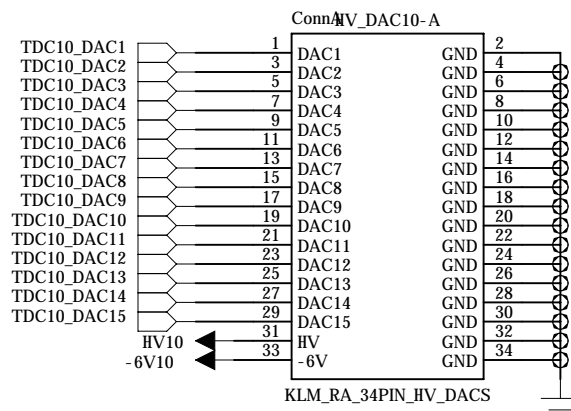 ConnA HV_DAC10-A
TDC10_DAC1 1 DAC1 GND 2
TDC10_DAC2 3 DAC2 GND 4
TDC10_DAC3 5 DAC3 GND 6
TDC10_DAC4 7 DAC4 GND 8
TDC10_DAC5 9 DAC5 GND 10
TDC10_DAC6 11 DAC6 GND 12
TDC10_DAC7 13 DAC7 GND 14
TDC10_DAC8 15 DAC8 GND 16
TDC10_DAC9 17 DAC9 GND 18
TDC10_DAC10 19 DAC10 GND 20
TDC10_DAC11 21 DAC11 GND 22
TDC10_DAC12 23 DAC12 GND 24
TDC10_DAC13 25 DAC13 GND 26
TDC10_DAC14 27 DAC14 GND 28
TDC10_DAC15 29 DAC15 GND 30
HV10 31 HV GND 32
-6V10 33 -6V GND 34
KLM_RA_34PIN_HV_DACS